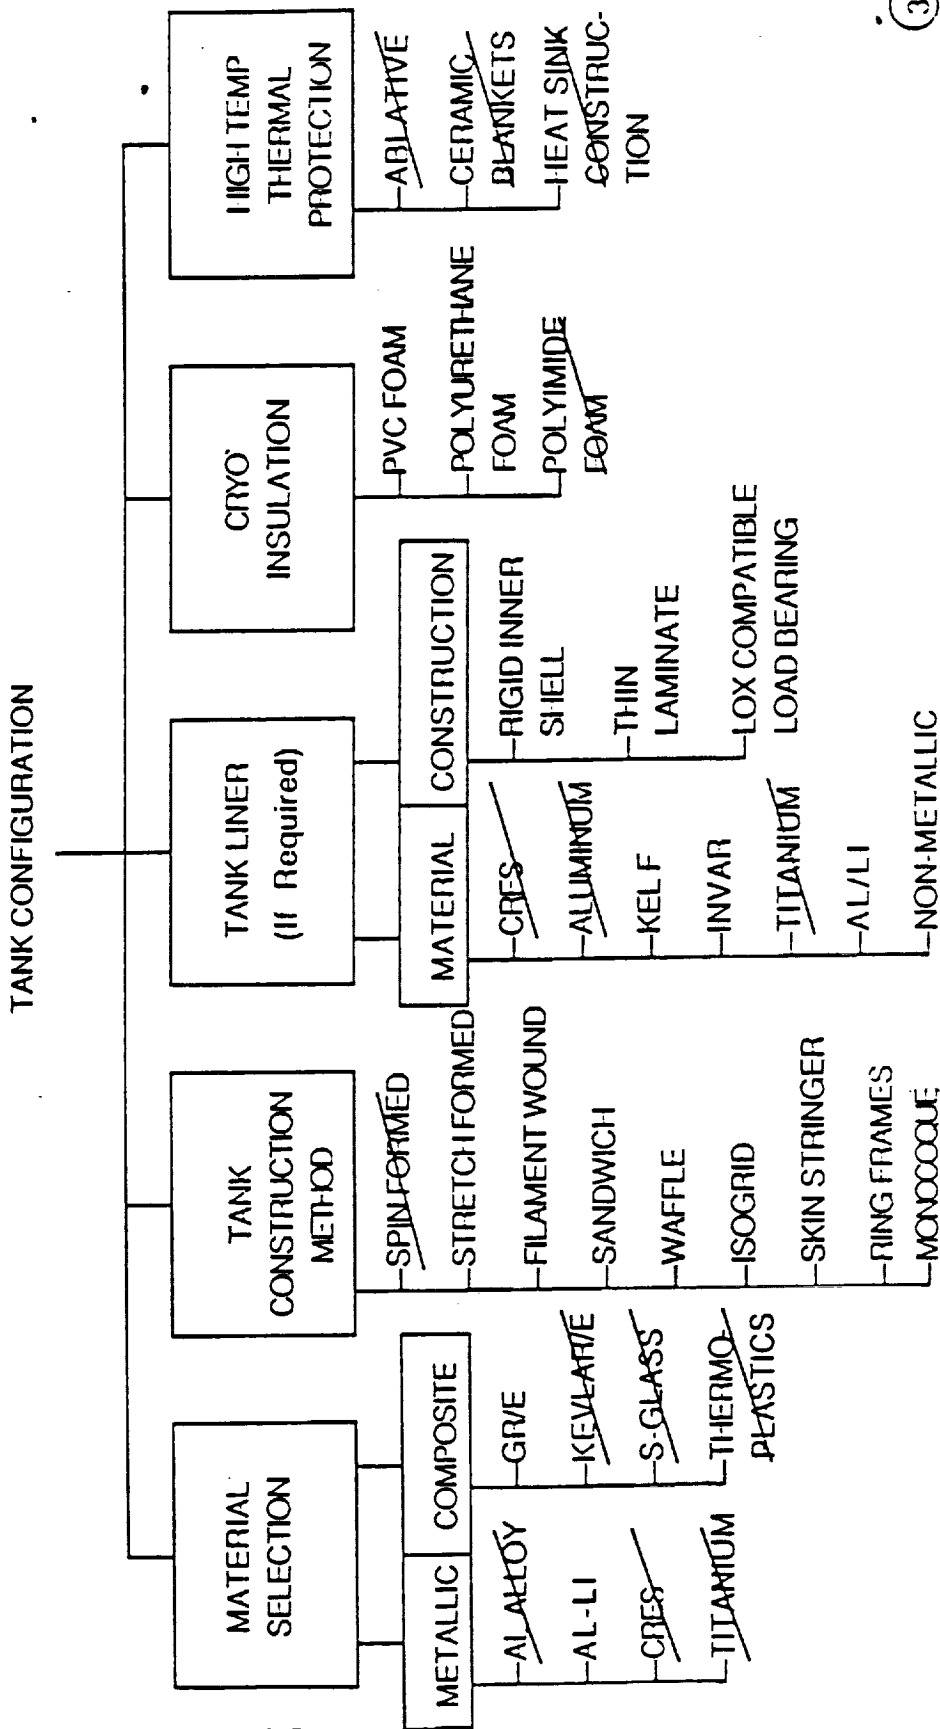 TANK CONFIGURATION
MATERIAL
SELECTION
METALLIC
AL ALLOY
AL-LI
CRES
TITANIUM
COMPOSITE
GR/E
KEVLAR/E
S-GLASS
THERMO-
PLASTICS
TANK
CONSTRUCTION
METHOD
SPIN FORMED
STRETCH FORMED
FILAMENT WOUND
SANDWICH
WAFFLE
ISOGRID
SKIN STRINGER
RING FRAMES
MONOCOQUE
TANK LINER
(If Required)
MATERIAL
CRES
ALUMINUM
KEL F
INVAR
TITANIUM
AL/LI
NON-METALLIC
CONSTRUCTION
RIGID INNER
SHELL
THIN
LAMINATE
LOX COMPATIBLE
LOAD BEARING
CRYO
INSULATION
PVC FOAM
POLYURETHANE
FOAM
POLYIMIDE
FOAM
HIGH TEMP
THERMAL
PROTECTION
ABLATIVE
CERAMIC
BLANKETS
HEAT SINK
CONSTRUC-
TION